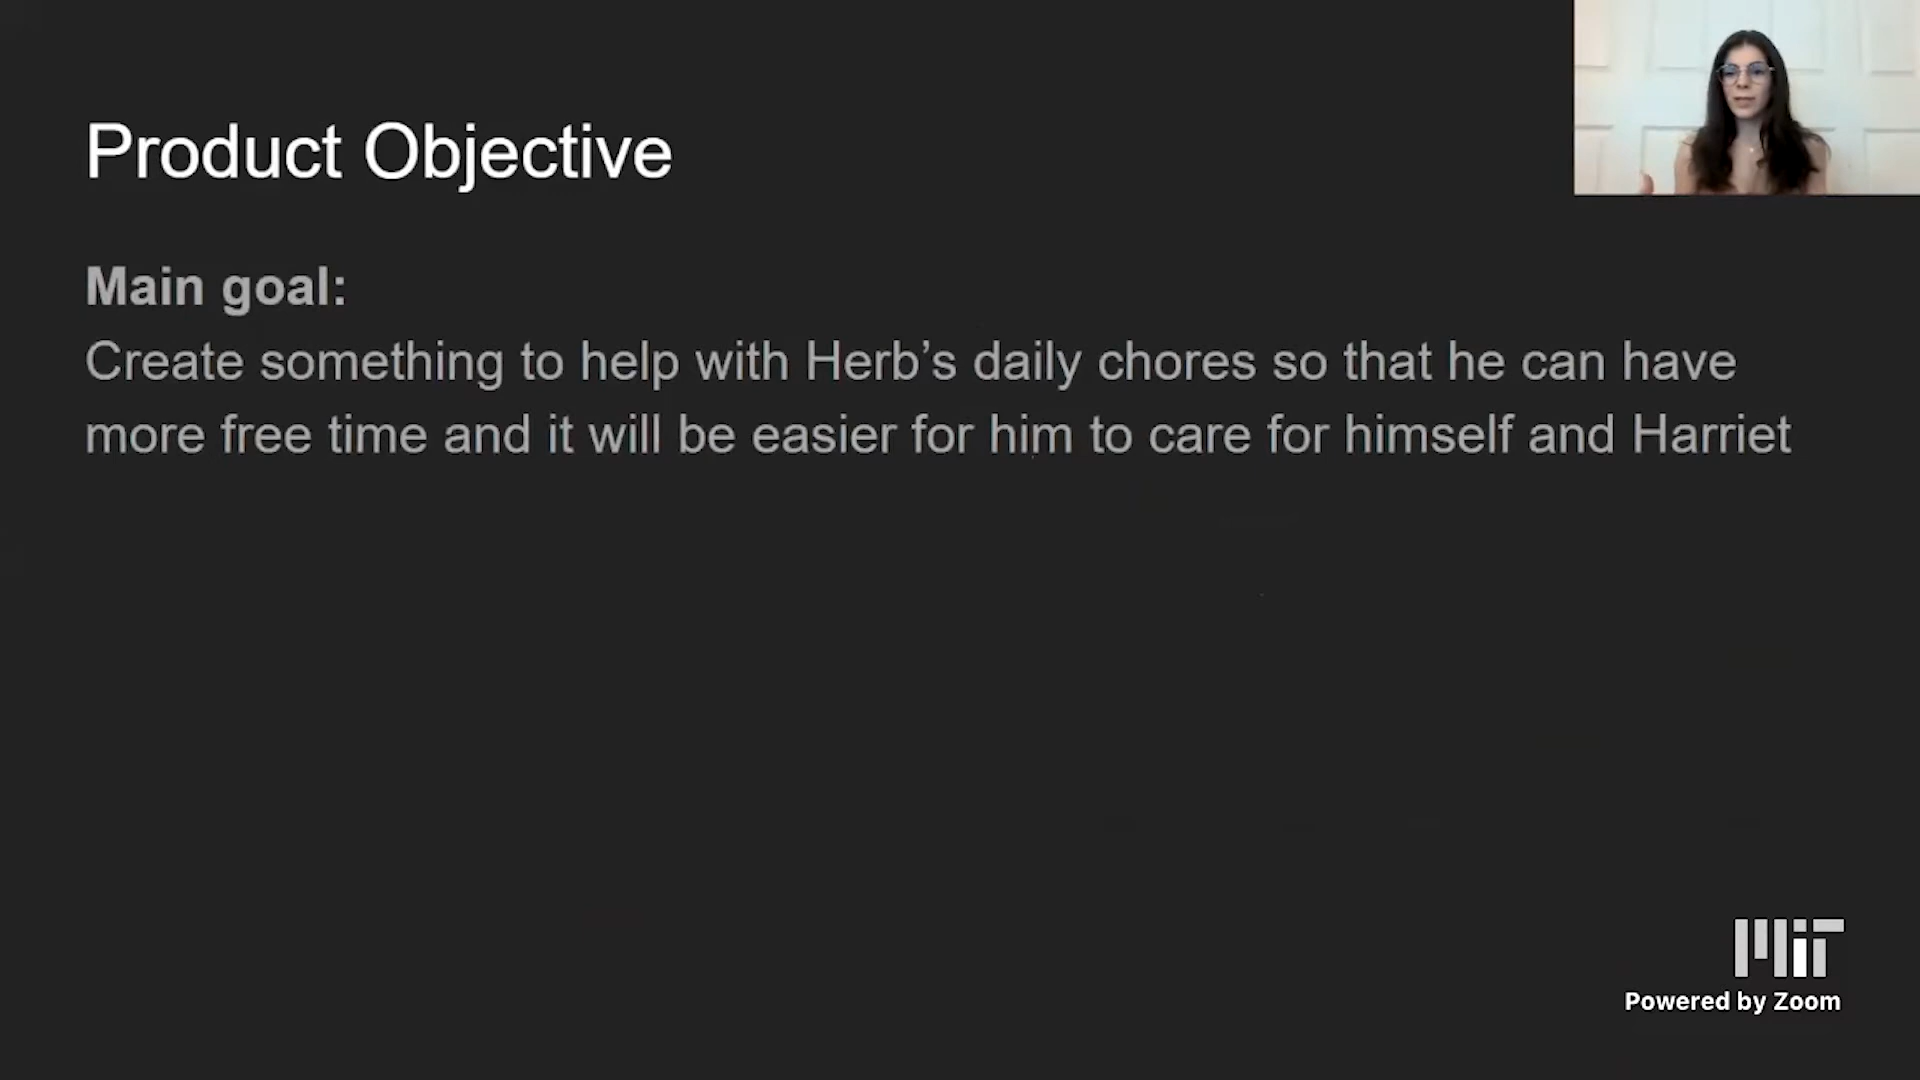 Product Objective
Main goal:
Create something to help with Herb’s daily chores so that he can have
more free time and it will be easier for him to care for himself and Harriet
MIT
Powered by Zoom